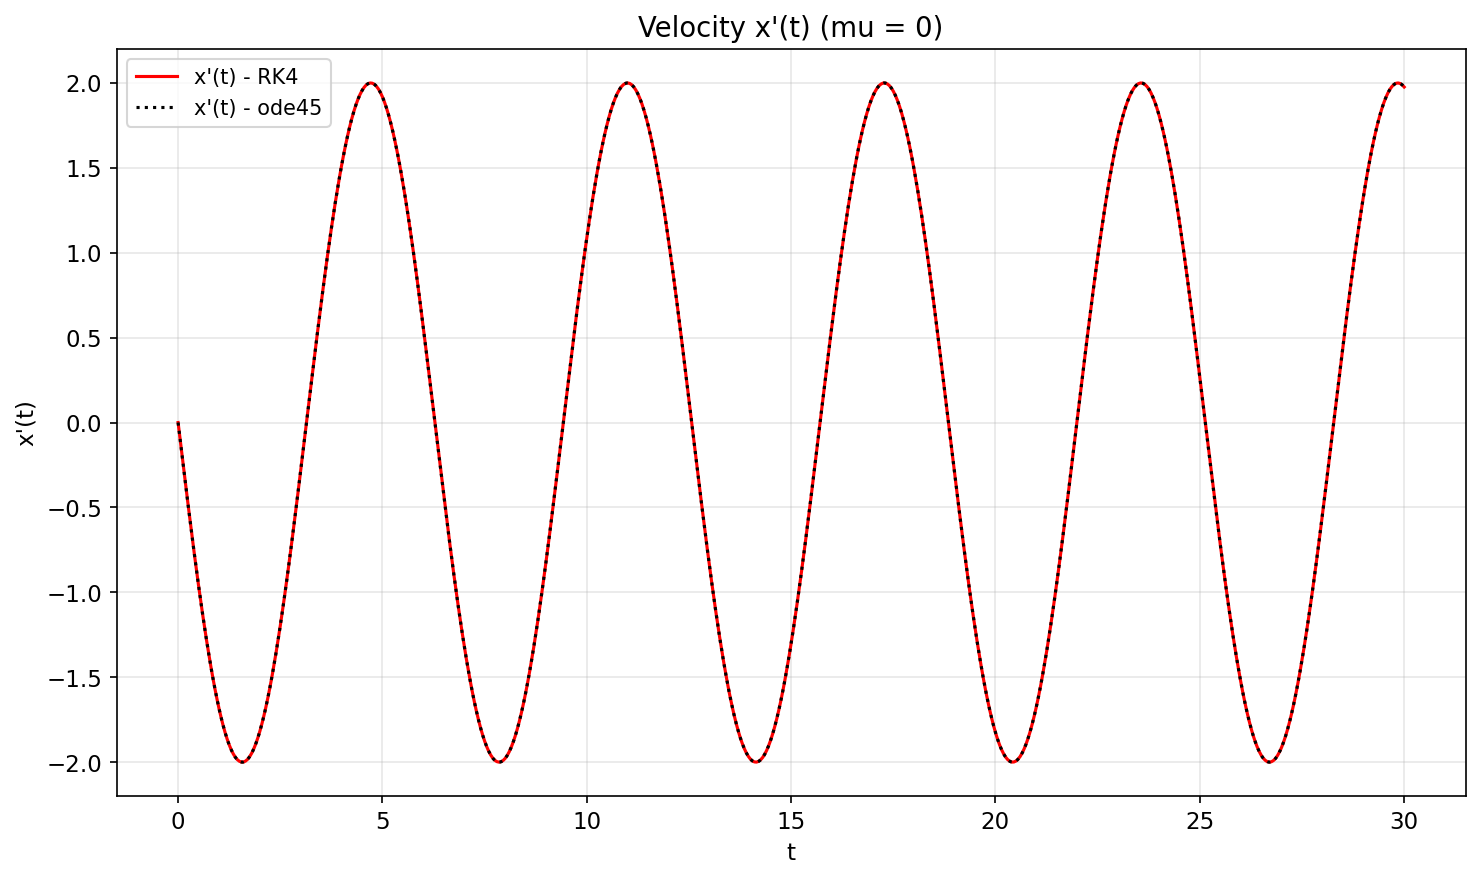 Velocity x'(t) (mu = 0)
x'(t) - RK4
x'(t) - ode45
x'(t)
2.0
1.5
1.0
0.5
0.0
−0.5
−1.0
−1.5
−2.0
0 5 10 15 20 25 30
t